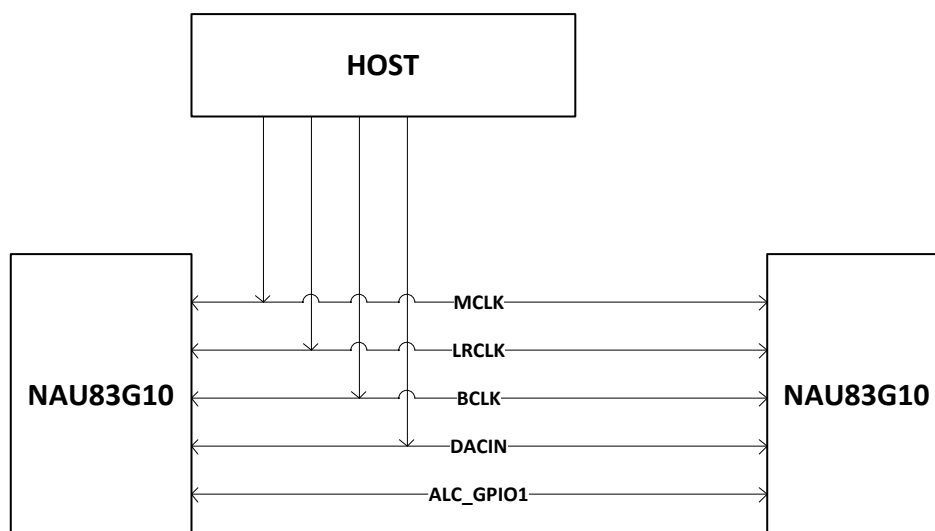 HOST
MCLK
LRCLK
NAU83G10
NAU83G10
BCLK
DACIN
ALC_GPIO1